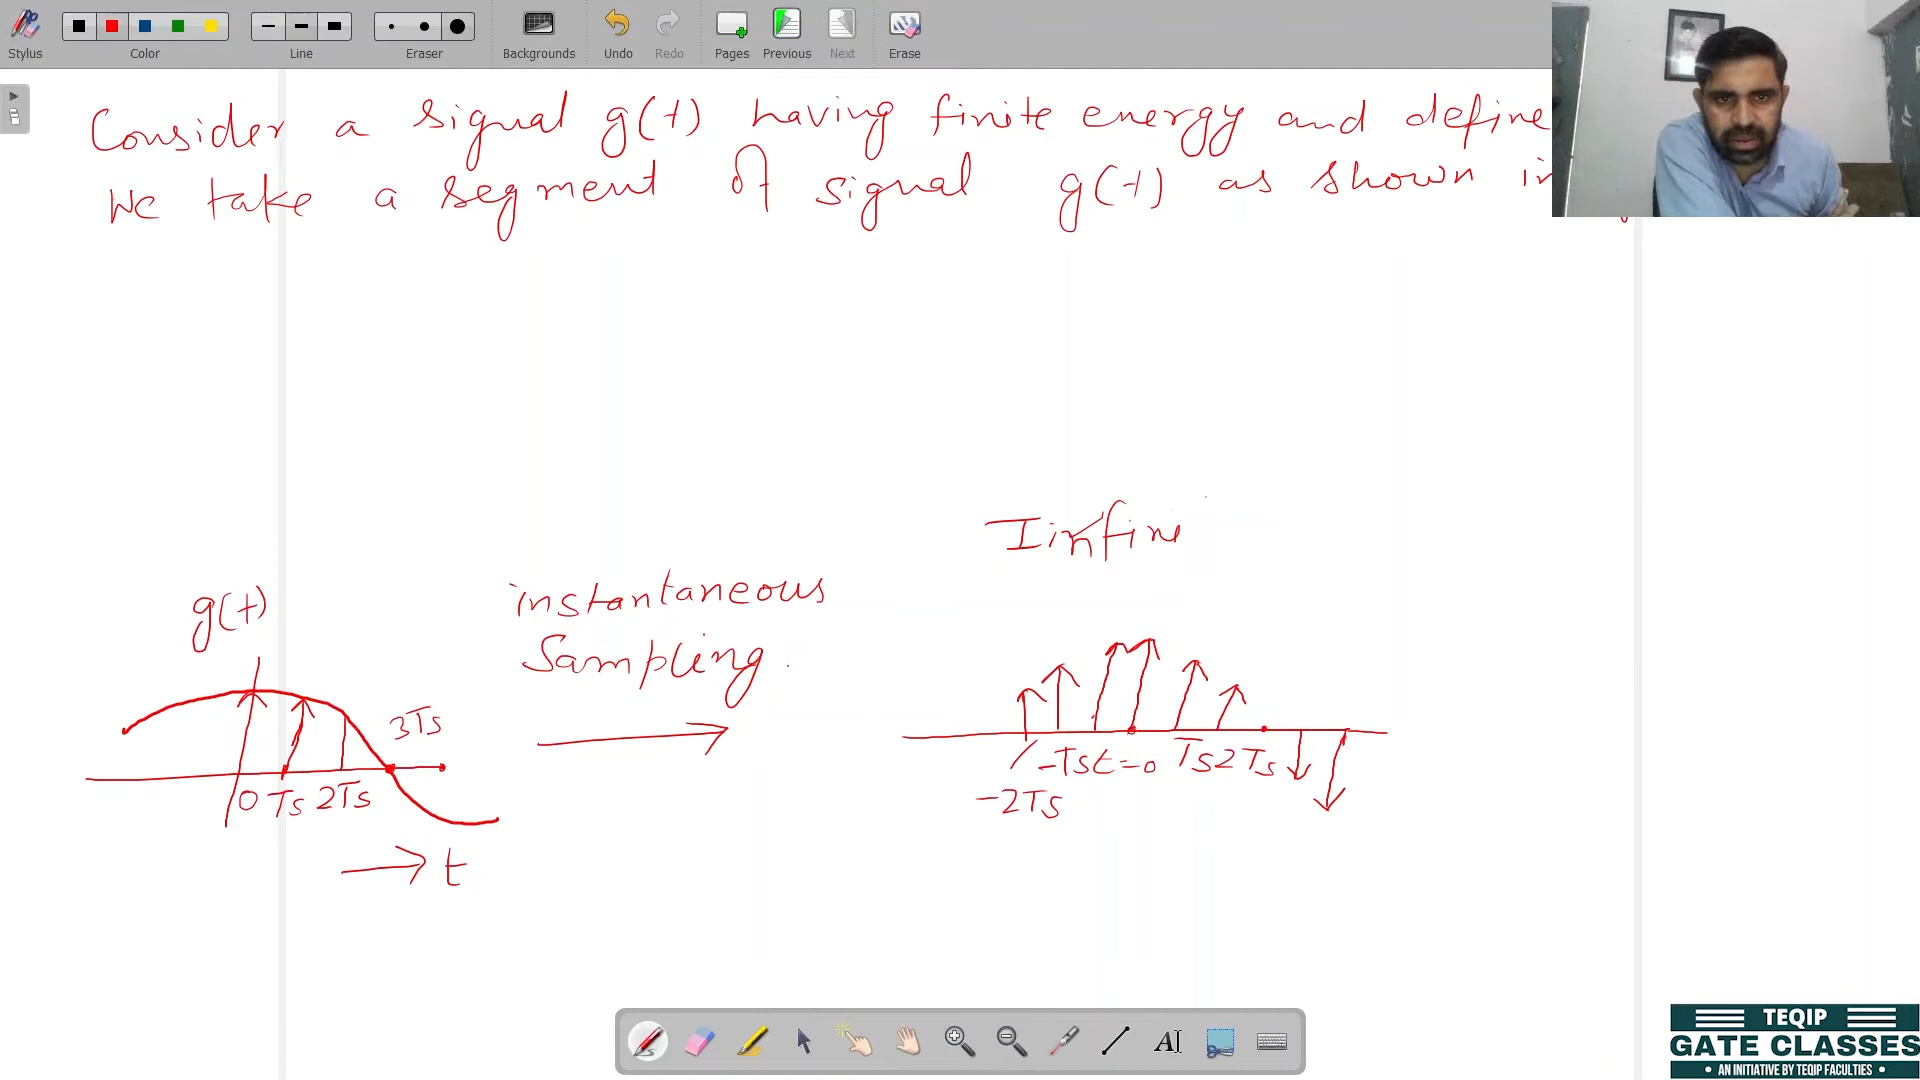 Stylus Color Line Eraser Backgrounds Undo Redo Pages Previous Next Erase
Consider a signal g(t) having finite energy and define
We take a segment of signal g(t) as shown in
Iinfine
instantaneous
Sampling.
g(t)
3Ts
0 Ts 2Ts
t
-Ts t=0 Ts 2Ts
-2Ts
TEQIP
GATE CLASSES
• AN INITIATIVE BY TEQIP FACULTIES •